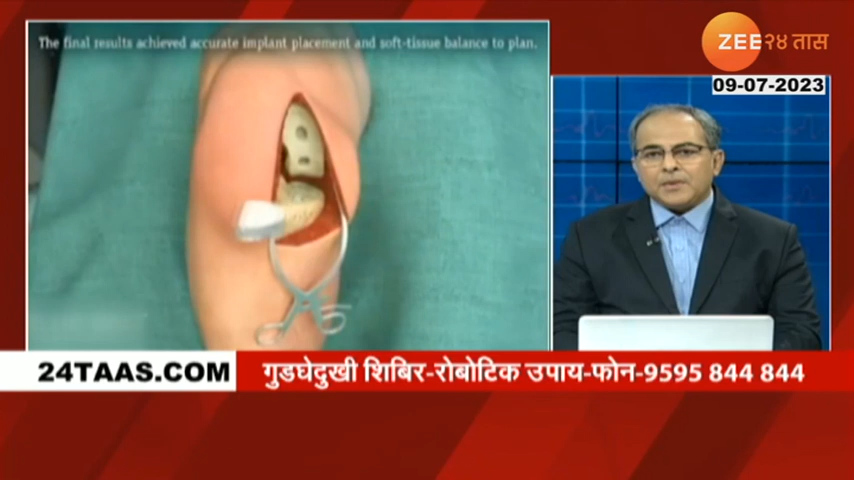 The final results achieved accurate implant placement and soft-tissue balance to plan.
ZEE२४ तास
09-07-2023
24TAAS.COM
गुडघेदुखी शिबिर-रोबोटिक उपाय-फोन-9595 844 844